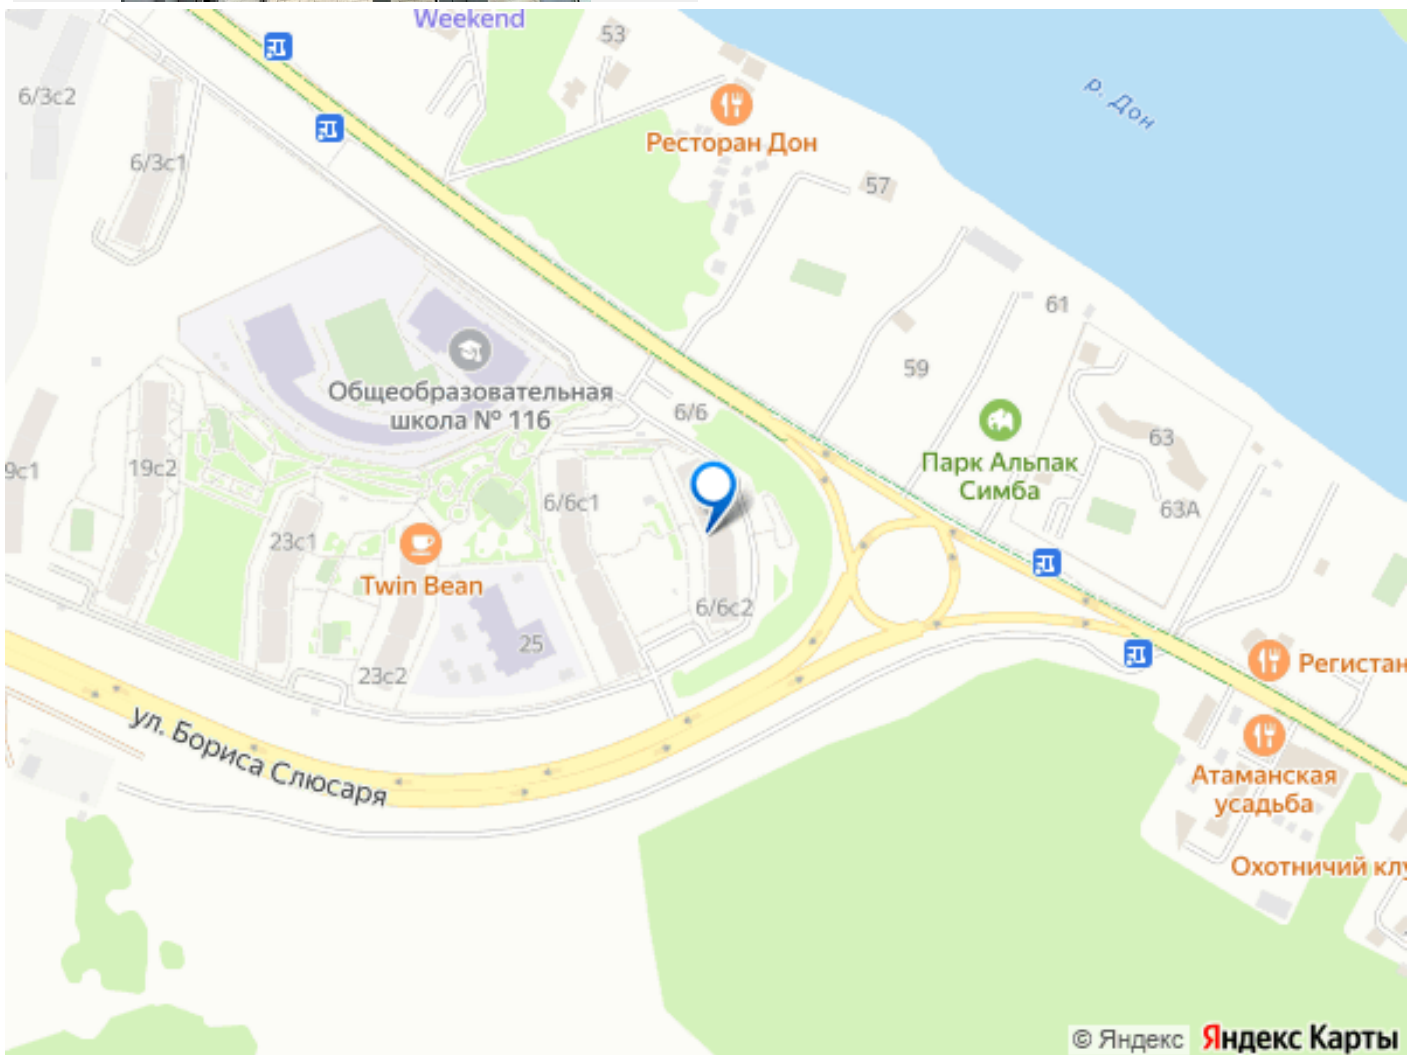 Weekend
53
6/3с2
р. Дон
Ресторан Дон
6/3с1
57
61
59
Общеобразовательная
школа № 116
6/6
63
Парк Альпак
Симба
9с1
19с2
6/6с1
63А
23с1
Twin Bean
6/6с2
25
23с2
Регистан
ул. Бориса Слюсаря
Атаманская
усадьба
Охотничий клу
© Яндекс Яндекс Карты